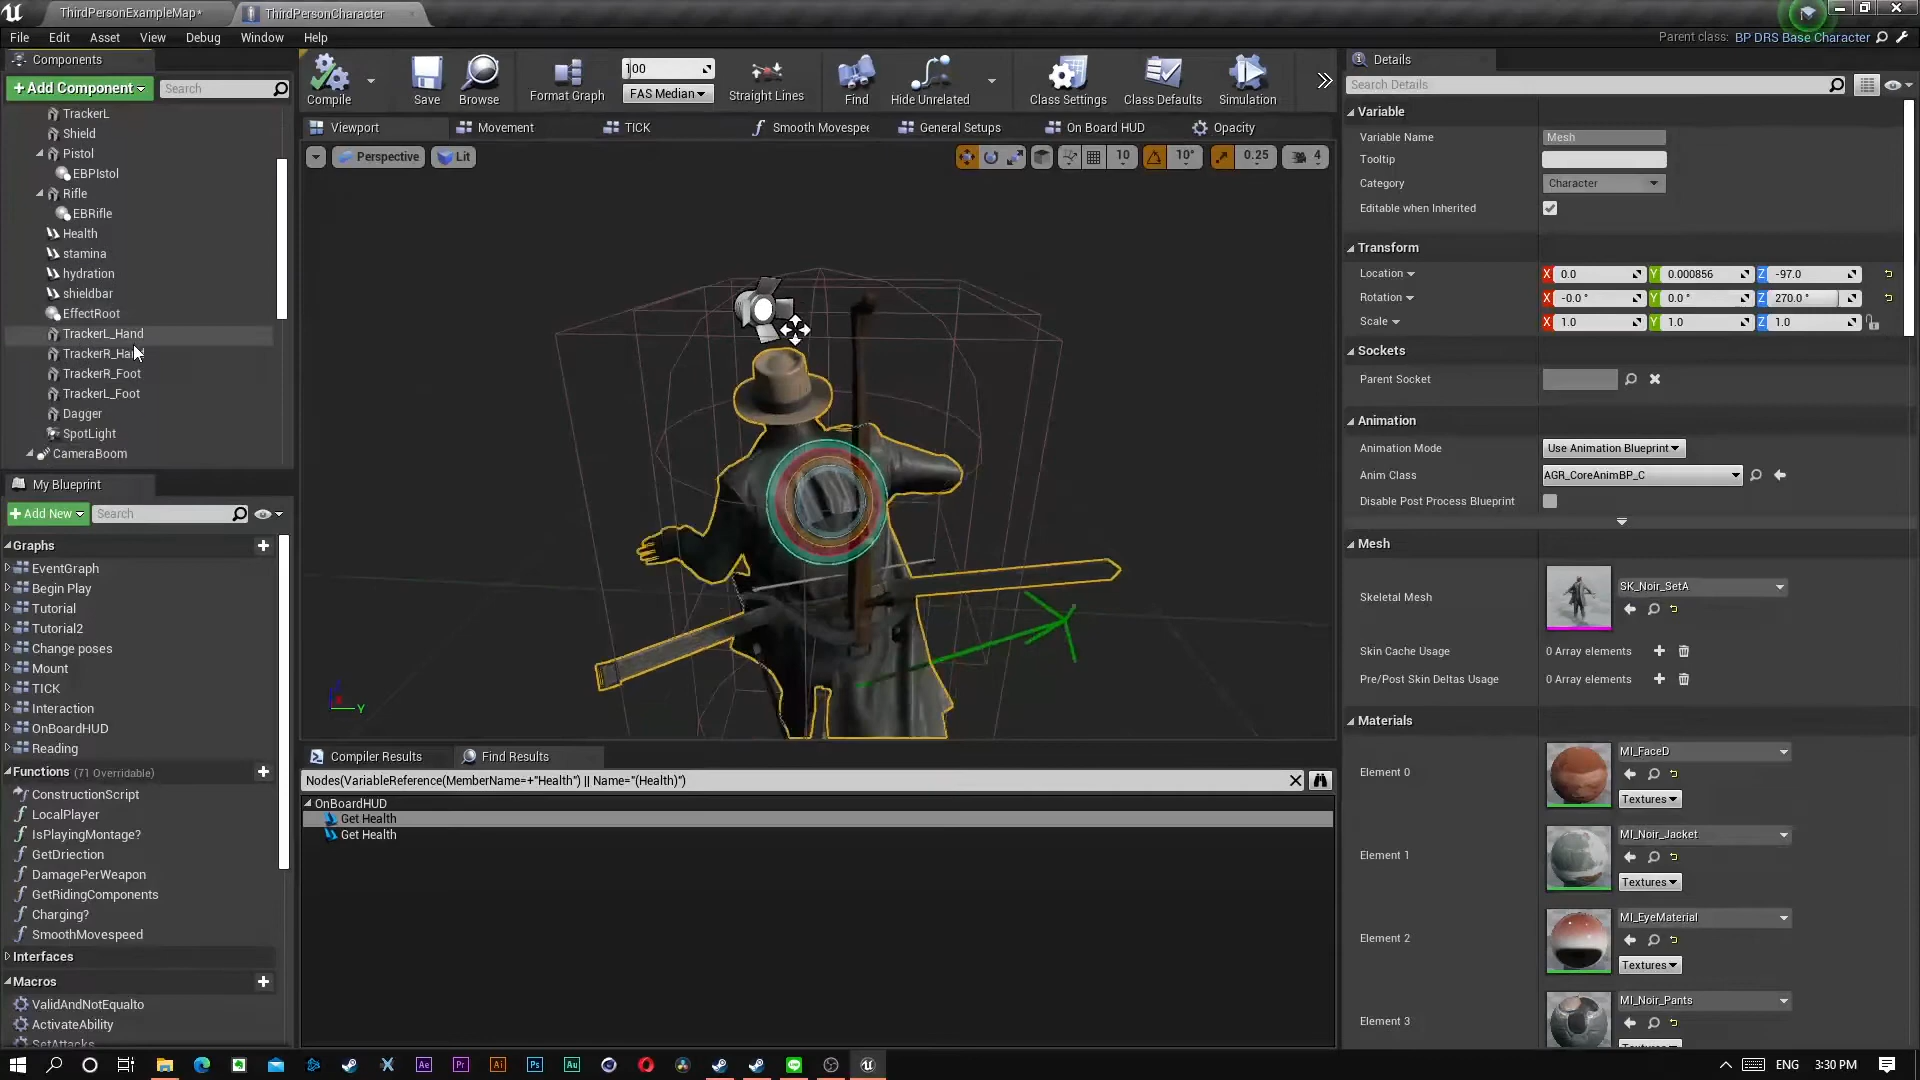 ThirdPersonExampleMap*
ThirdPersonCharacter
File Edit Asset View Debug Window Help
Parent class: BP DRS Base Character
Components
+Add Component
Search
TrackerL
Shield
Pistol
EBPIstol
Rifle
EBRifle
Health
stamina
hydration
shieldbar
EffectRoot
TrackerL_Hand
TrackerR_Hand
TrackerR_Foot
TrackerL_Foot
Dagger
SpotLight
CameraBoom
My Blueprint
+Add New
Search
Graphs
EventGraph
Begin Play
Tutorial
Tutorial2
Change poses
Mount
TICK
Interaction
OnBoardHUD
Reading
Functions (71 Overridable)
ConstructionScript
LocalPlayer
IsPlayingMontage?
GetDriection
DamagePerWeapon
GetRidingComponents
Charging?
SmoothMovespeed
Interfaces
Macros
ValidAndNotEqualto
ActivateAbility
SetAttacks
Compile
Save
Browse
Format Graph
100
FAS Median
Straight Lines
Find
Hide Unrelated
Class Settings
Class Defaults
Simulation
Viewport
Movement
TICK
Smooth Movespee
General Setups
On Board HUD
Opacity
Perspective
Lit
10
10°
0.25
4
Y
Compiler Results
Find Results
Nodes(VariableReference(MemberName=+"Health") || Name="(Health)")
OnBoardHUD
Get Health
Get Health
Details
Search Details
Variable
Variable Name Mesh
Tooltip
Category Character
Editable when Inherited
Transform
Location X 0.0 Y 0.000856 Z -97.0
Rotation X -0.0 ° Y 0.0 ° Z 270.0 °
Scale X 1.0 Y 1.0 Z 1.0
Sockets
Parent Socket
Animation
Animation Mode Use Animation Blueprint
Anim Class AGR_CoreAnimBP_C
Disable Post Process Blueprint
Mesh
Skeletal Mesh SK_Noir_SetA
Skin Cache Usage 0 Array elements
Pre/Post Skin Deltas Usage 0 Array elements
Materials
Element 0 MI_FaceD
Textures
Element 1 MI_Noir_Jacket
Textures
Element 2 MI_EyeMaterial
Textures
Element 3 MI_Noir_Pants
Ae Pr Ai Ps Au
ENG 3:30 PM